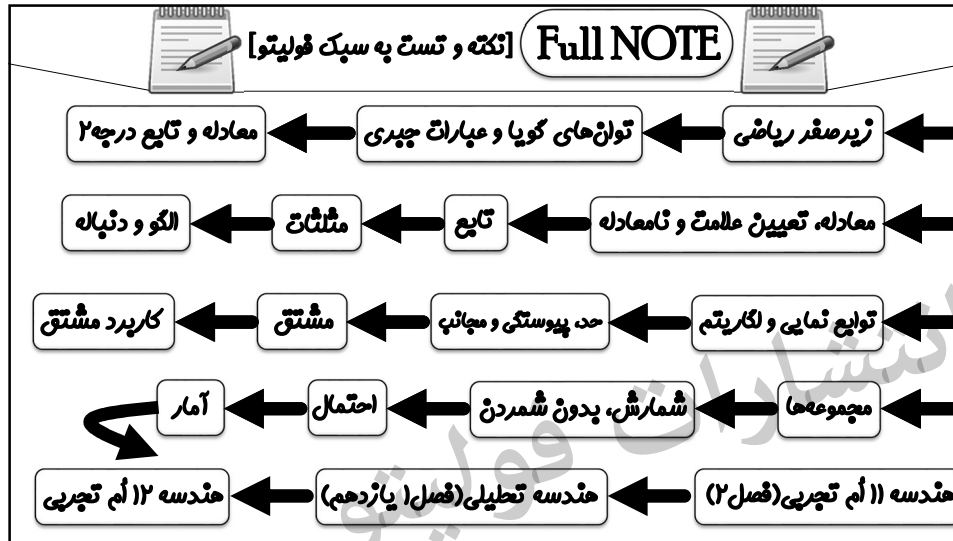 Full NOTE [نکته و تست به سبک فولیتو]
زیرصفر ریاضی توان‌های گویا و عبارات جبری معادله و تابع درجه۲
معادله، تعیین علامت و نامعادله تابع مثلثات الگو و دنباله
توابع نمایی و لگاریتم حد، پیوستگی و مجانب مشتق کاربرد مشتق
مجموعه‌ها شمارش، بدون شمردن احتمال آمار
هندسه ۱۱ اُم تجربی(فصل۲) هندسه تحلیلی(فصل۱ یازدهم) هندسه ۱۲ اُم تجربی
انتشارات فولیتو